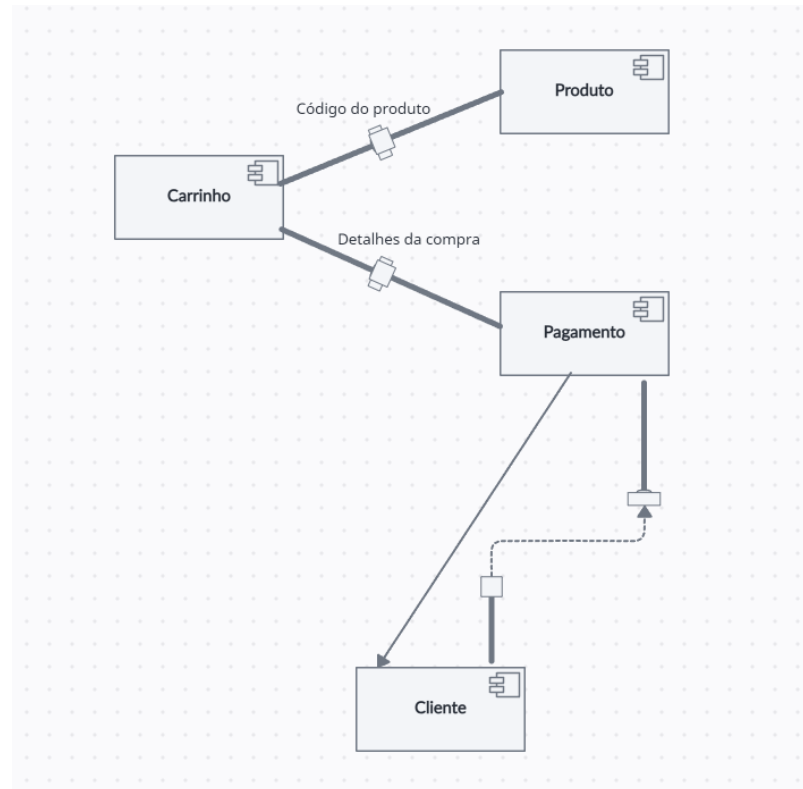 Produto
Código do produto
Carrinho
Detalhes da compra
Pagamento
Cliente